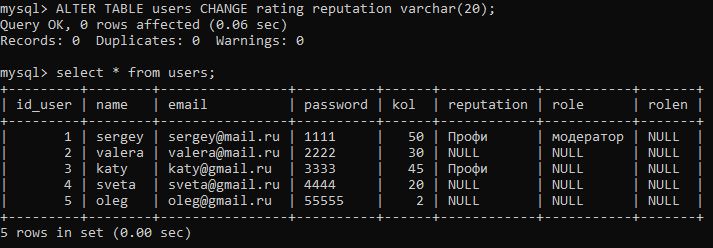 mysql> ALTER TABLE users CHANGE rating reputation varchar(20);
Query OK, 0 rows affected (0.06 sec)
Records: 0  Duplicates: 0  Warnings: 0

mysql> select * from users;
+---------+--------+----------------+----------+------+------------+-----------+-------+
| id_user | name   | email          | password | kol  | reputation | role      | rolen |
+---------+--------+----------------+----------+------+------------+-----------+-------+
|       1 | sergey | sergey@mail.ru | 1111     |   50 | Профи      | модератор | NULL  |
|       2 | valera | valera@mail.ru | 2222     |   30 | NULL       | NULL      | NULL  |
|       3 | katy   | katy@gmail.ru  | 3333     |   45 | Профи      | NULL      | NULL  |
|       4 | sveta  | sveta@gmail.ru | 4444     |   20 | NULL       | NULL      | NULL  |
|       5 | oleg   | oleg@gmail.ru  | 55555    |    2 | NULL       | NULL      | NULL  |
+---------+--------+----------------+----------+------+------------+-----------+-------+
5 rows in set (0.00 sec)